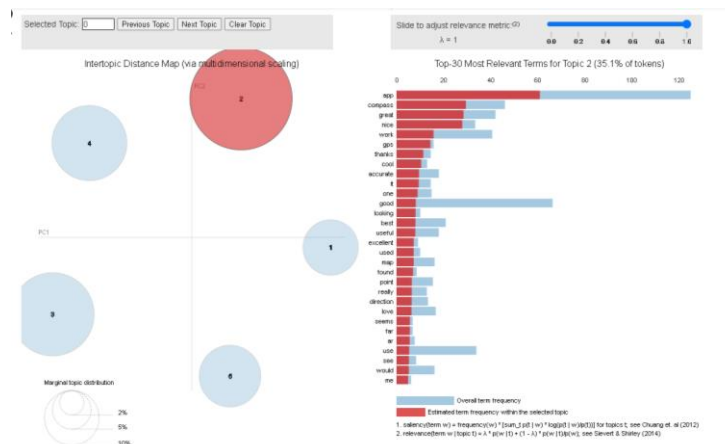 Selected Topic: 0 Previous Topic Next Topic Clear Topic
Slide to adjust relevance metric:(2)
λ = 1
0.0 0.2 0.4 0.6 0.8 1.0
Intertopic Distance Map (via multidimensional scaling)
PC2
PC1
2
4
1
3
6
Marginal topic distribution
2%
5%
10%
Top-30 Most Relevant Terms for Topic 2 (35.1% of tokens)
0 20 40 60 80 100 120
app
compass
great
nice
work
gps
thanks
cool
accurate
it
one
good
looking
best
useful
excellent
used
map
found
point
really
direction
love
seems
far
ar
use
see
would
me
Overall term frequency
Estimated term frequency within the selected topic
1. saliency(term w) = frequency(w) * [sum_t p(t | w) * log(p(t | w)/p(t))] for topics t; see Chuang et. al (2012)
2. relevance(term w | topic t) = λ * p(w | t) + (1 - λ) * p(w | t)/p(w); see Sievert & Shirley (2014)